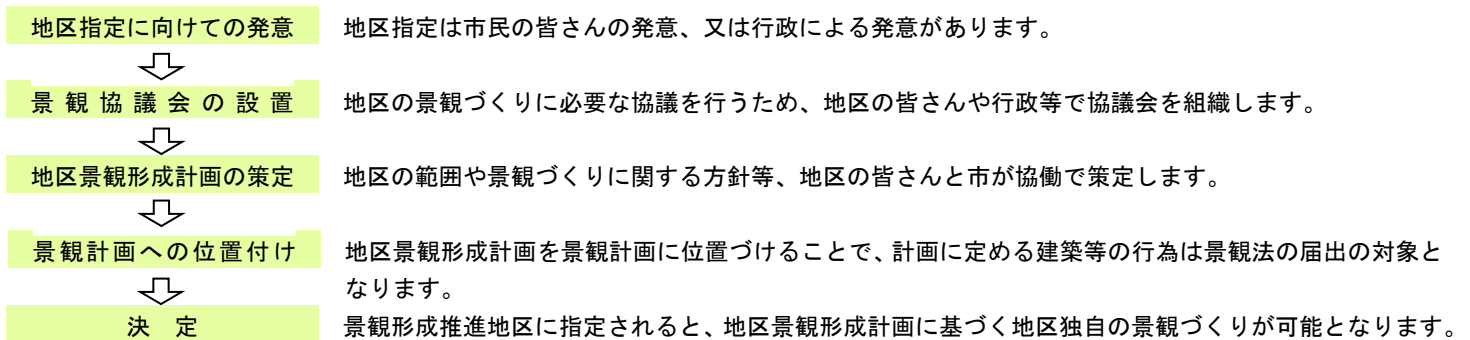 地区指定に向けての発意
地区指定は市民の皆さんの発意、又は行政による発意があります。
景観協議会の設置
地区の景観づくりに必要な協議を行うため、地区の皆さんや行政等で協議会を組織します。
地区景観形成計画の策定
地区の範囲や景観づくりに関する方針等、地区の皆さんと市が協働で策定します。
景観計画への位置付け
地区景観形成計画を景観計画に位置づけることで、計画に定める建築等の行為は景観法の届出の対象と
なります。
決　定
景観形成推進地区に指定されると、地区景観形成計画に基づく地区独自の景観づくりが可能となります。